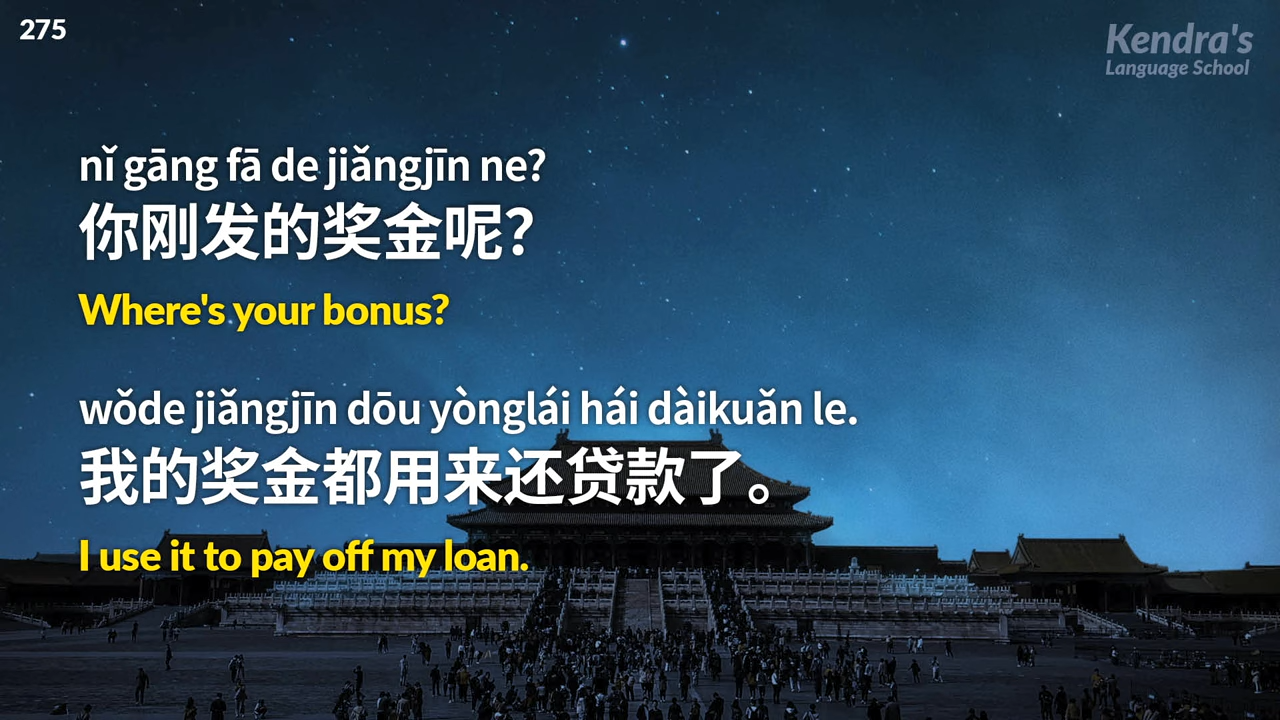 275
Kendra's
Language School
nǐ gāng fā de jiǎngjīn ne?
你刚发的奖金呢?
Where's your bonus?
wǒde jiǎngjīn dōu yònglái hái dàikuǎn le.
我的奖金都用来还贷款了。
I use it to pay off my loan.